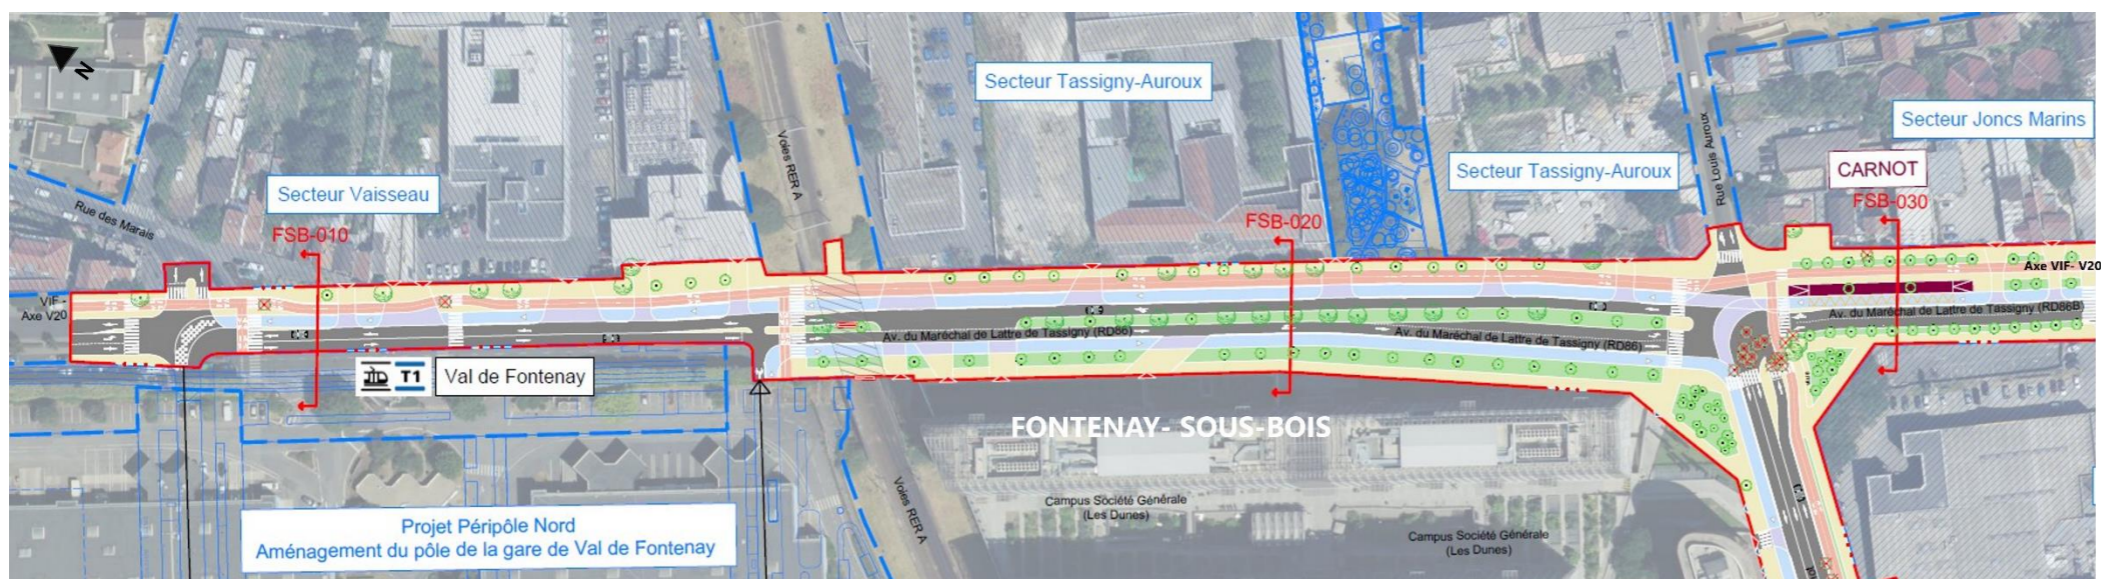 N
Secteur Tassigny-Auroux
Secteur Joncs Marins
Voies RER A
Rue Louis Auroux
Secteur Vaisseau
Secteur Tassigny-Auroux
CARNOT
Rue des Marais
FSB-010
FSB-020
FSB-030
Axe VIF- V20
VIF -
Axe V20
Av. du Maréchal de Lattre de Tassigny (RD86)
Av. du Maréchal de Lattre de Tassigny (RD86)
Av. du Maréchal de Lattre de Tassigny (RD86B)
T1
Val de Fontenay
FONTENAY- SOUS-BOIS
Voies RER A
Campus Société Générale
(Les Dunes)
Campus Société Générale
(Les Dunes)
Projet Péripôle Nord
Aménagement du pôle de la gare de Val de Fontenay